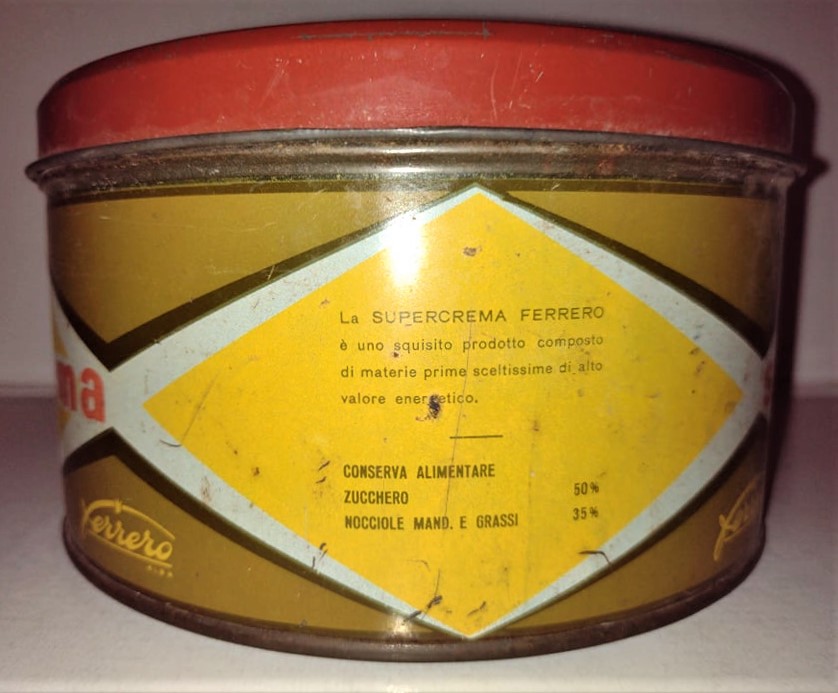 La SUPERCREMA FERRERO
è uno squisito prodotto composto
di materie prime sceltissime di alto
valore energetico.
CONSERVA ALIMENTARE
ZUCCHERO 50%
NOCCIOLE MAND. E GRASSI 35%
ma
Ferrero